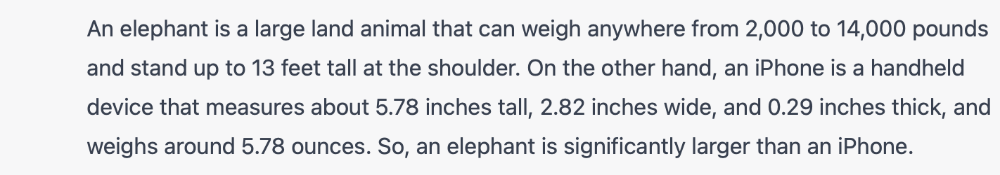 An elephant is a large land animal that can weigh anywhere from 2,000 to 14,000 pounds
and stand up to 13 feet tall at the shoulder. On the other hand, an iPhone is a handheld
device that measures about 5.78 inches tall, 2.82 inches wide, and 0.29 inches thick, and
weighs around 5.78 ounces. So, an elephant is significantly larger than an iPhone.